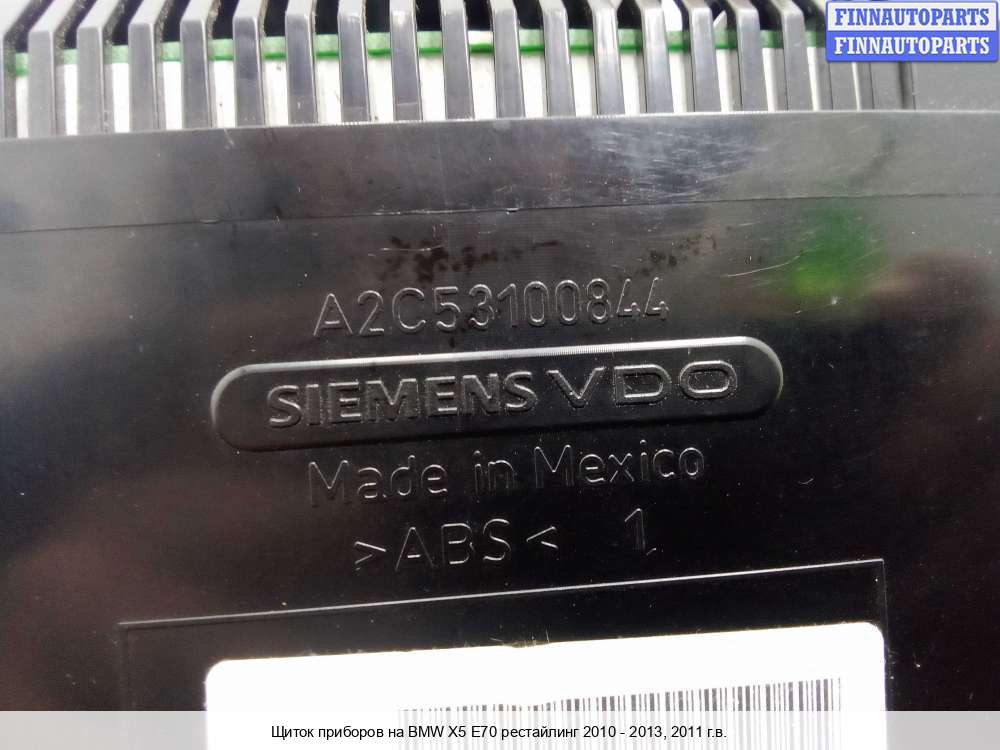 FINNAUTOPARTS
FINNAUTOPARTS
A2C53100844
SIEMENS VDO
Made in Mexico
>ABS< 1
Щиток приборов на BMW X5 E70 рестайлинг 2010 - 2013, 2011 г.в.